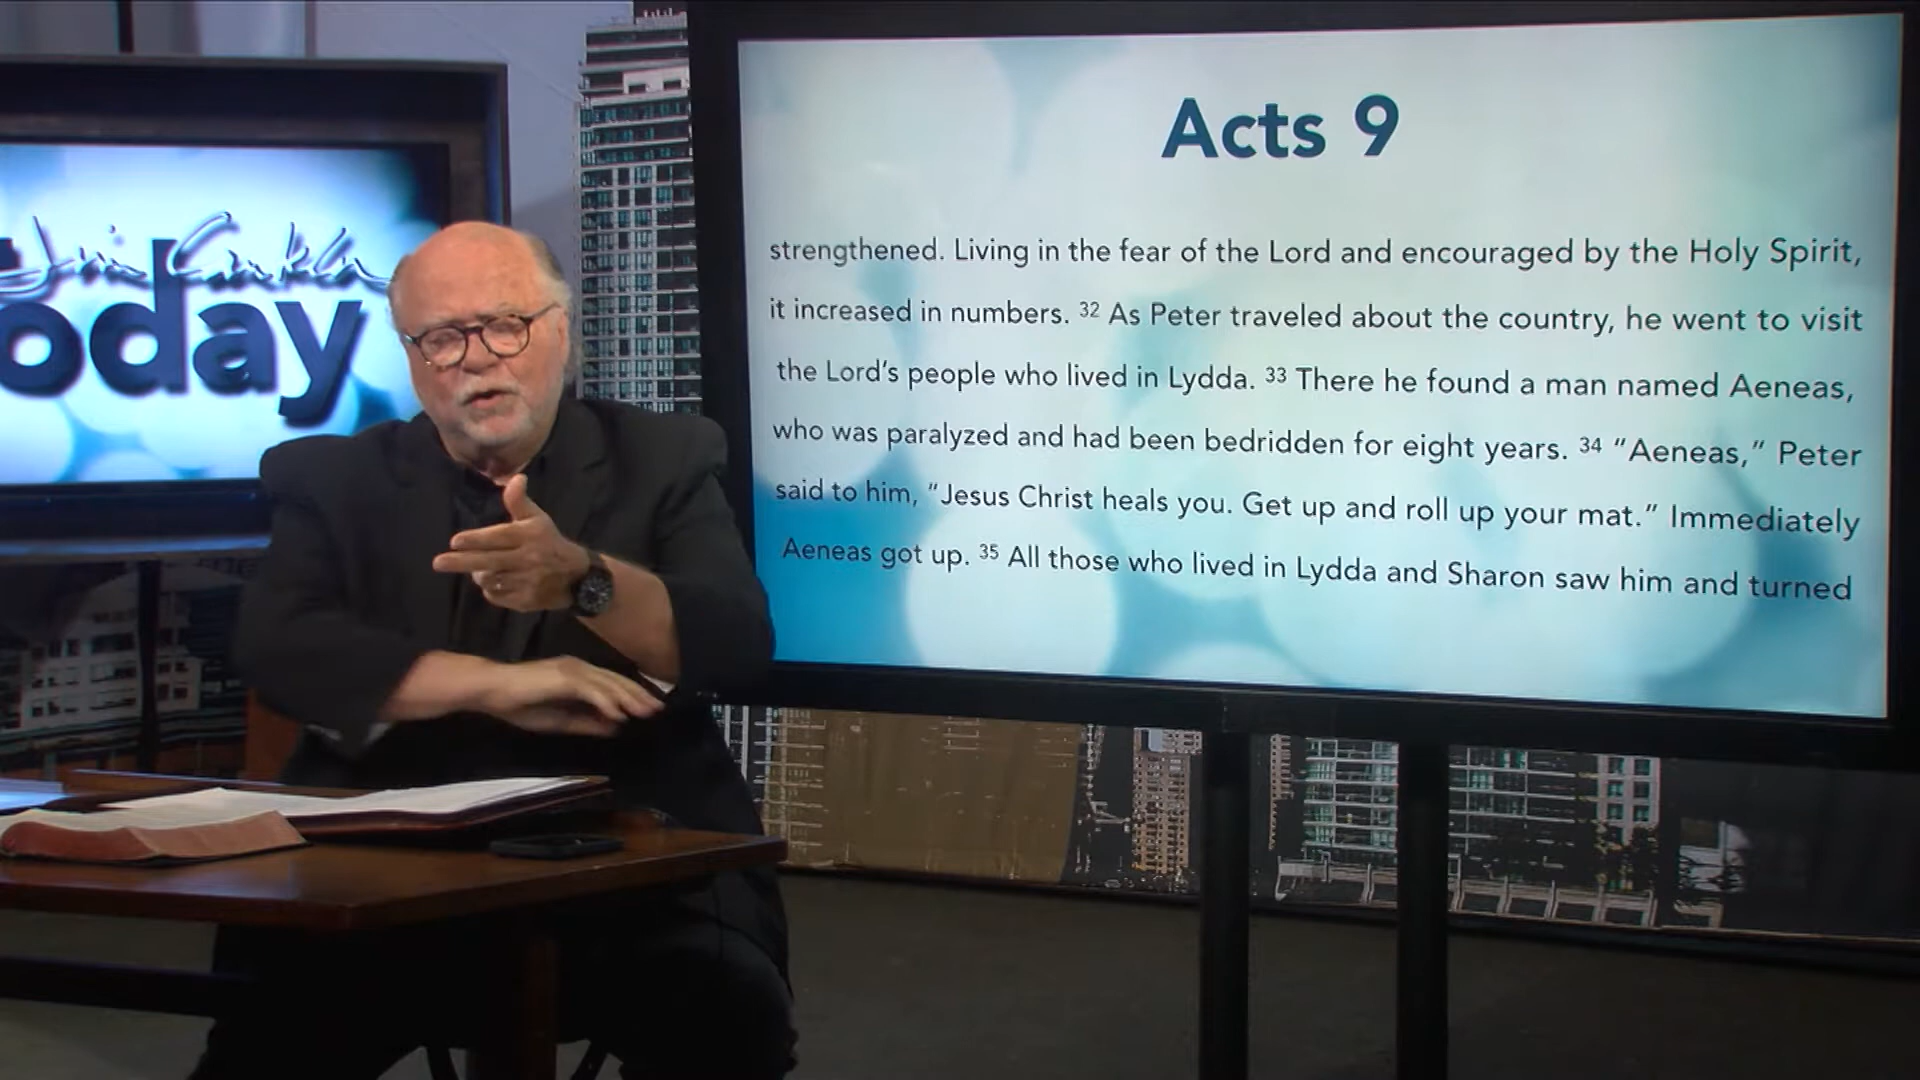 Today
Acts 9
strengthened. Living in the fear of the Lord and encouraged by the Holy Spirit,
it increased in numbers. 32 As Peter traveled about the country, he went to visit
the Lord's people who lived in Lydda. 33 There he found a man named Aeneas,
who was paralyzed and had been bedridden for eight years. 34 “Aeneas,” Peter
said to him, “Jesus Christ heals you. Get up and roll up your mat.” Immediately
Aeneas got up. 35 All those who lived in Lydda and Sharon saw him and turned